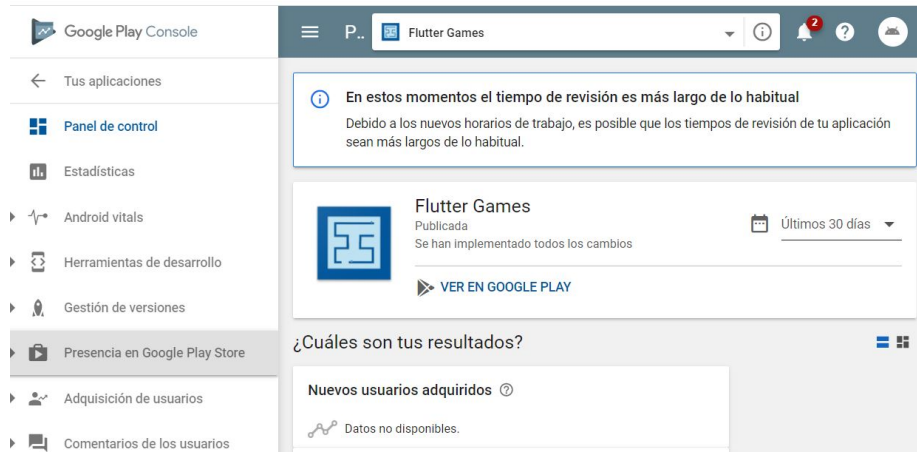 Google Play Console
Tus aplicaciones
Panel de control
Estadísticas
Android vitals
Herramientas de desarrollo
Gestión de versiones
Presencia en Google Play Store
Adquisición de usuarios
Comentarios de los usuarios
P.. Flutter Games
2
En estos momentos el tiempo de revisión es más largo de lo habitual
Debido a los nuevos horarios de trabajo, es posible que los tiempos de revisión de tu aplicación
sean más largos de lo habitual.
Flutter Games
Publicada
Se han implementado todos los cambios
Últimos 30 días
VER EN GOOGLE PLAY
¿Cuáles son tus resultados?
Nuevos usuarios adquiridos
Datos no disponibles.